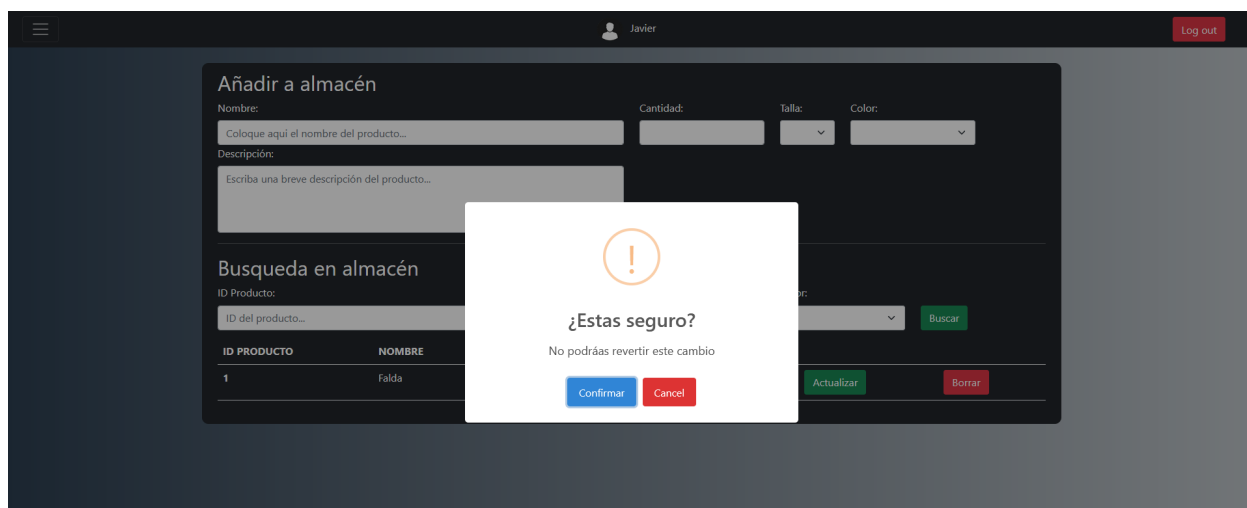 Javier
Log out
Añadir a almacén
Nombre:
Cantidad:
Talla:
Color:
Coloque aqui el nombre del producto...
Descripción:
Escriba una breve descripción del producto...
Busqueda en almacén
ID Producto:
or:
ID del producto...
Buscar
ID PRODUCTO
NOMBRE
1
Falda
Actualizar
Borrar
!
¿Estas seguro?
No podráas revertir este cambio
Confirmar
Cancel